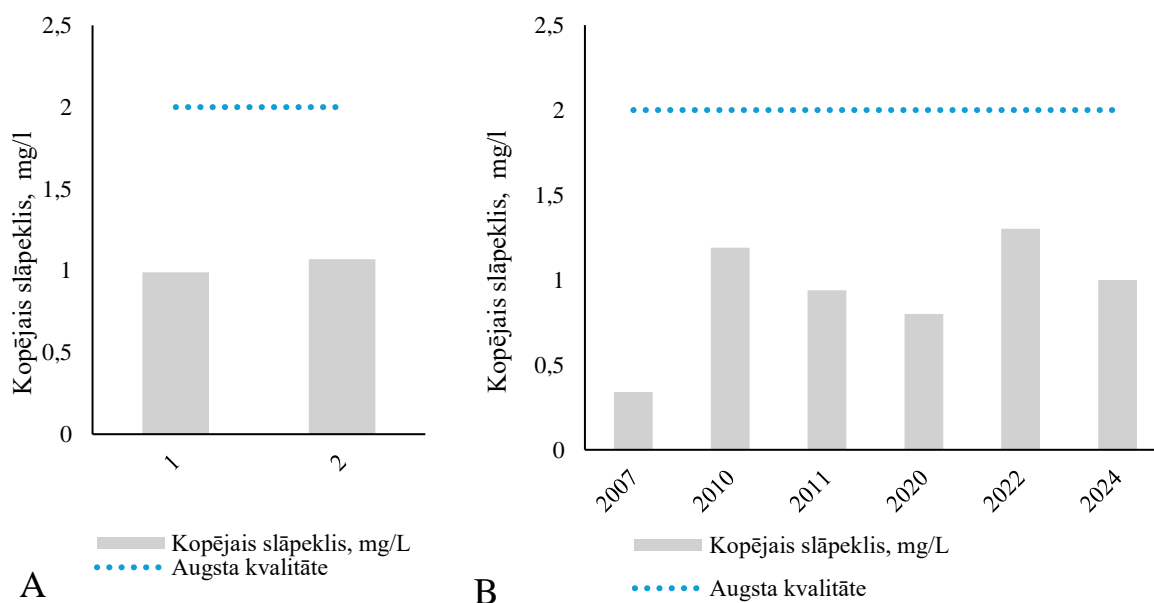 Kopējais slāpeklis,  mg/l
2,5
2
1,5
1
0,5
0
1
2
Kopējais slāpeklis, mg/L
Augsta kvalitāte
A
Kopējais slāpeklis,  mg/l
2,5
2
1,5
1
0,5
0
2007
2010
2011
2020
2022
2024
Kopējais slāpeklis, mg/L
Augsta kvalitāte
B